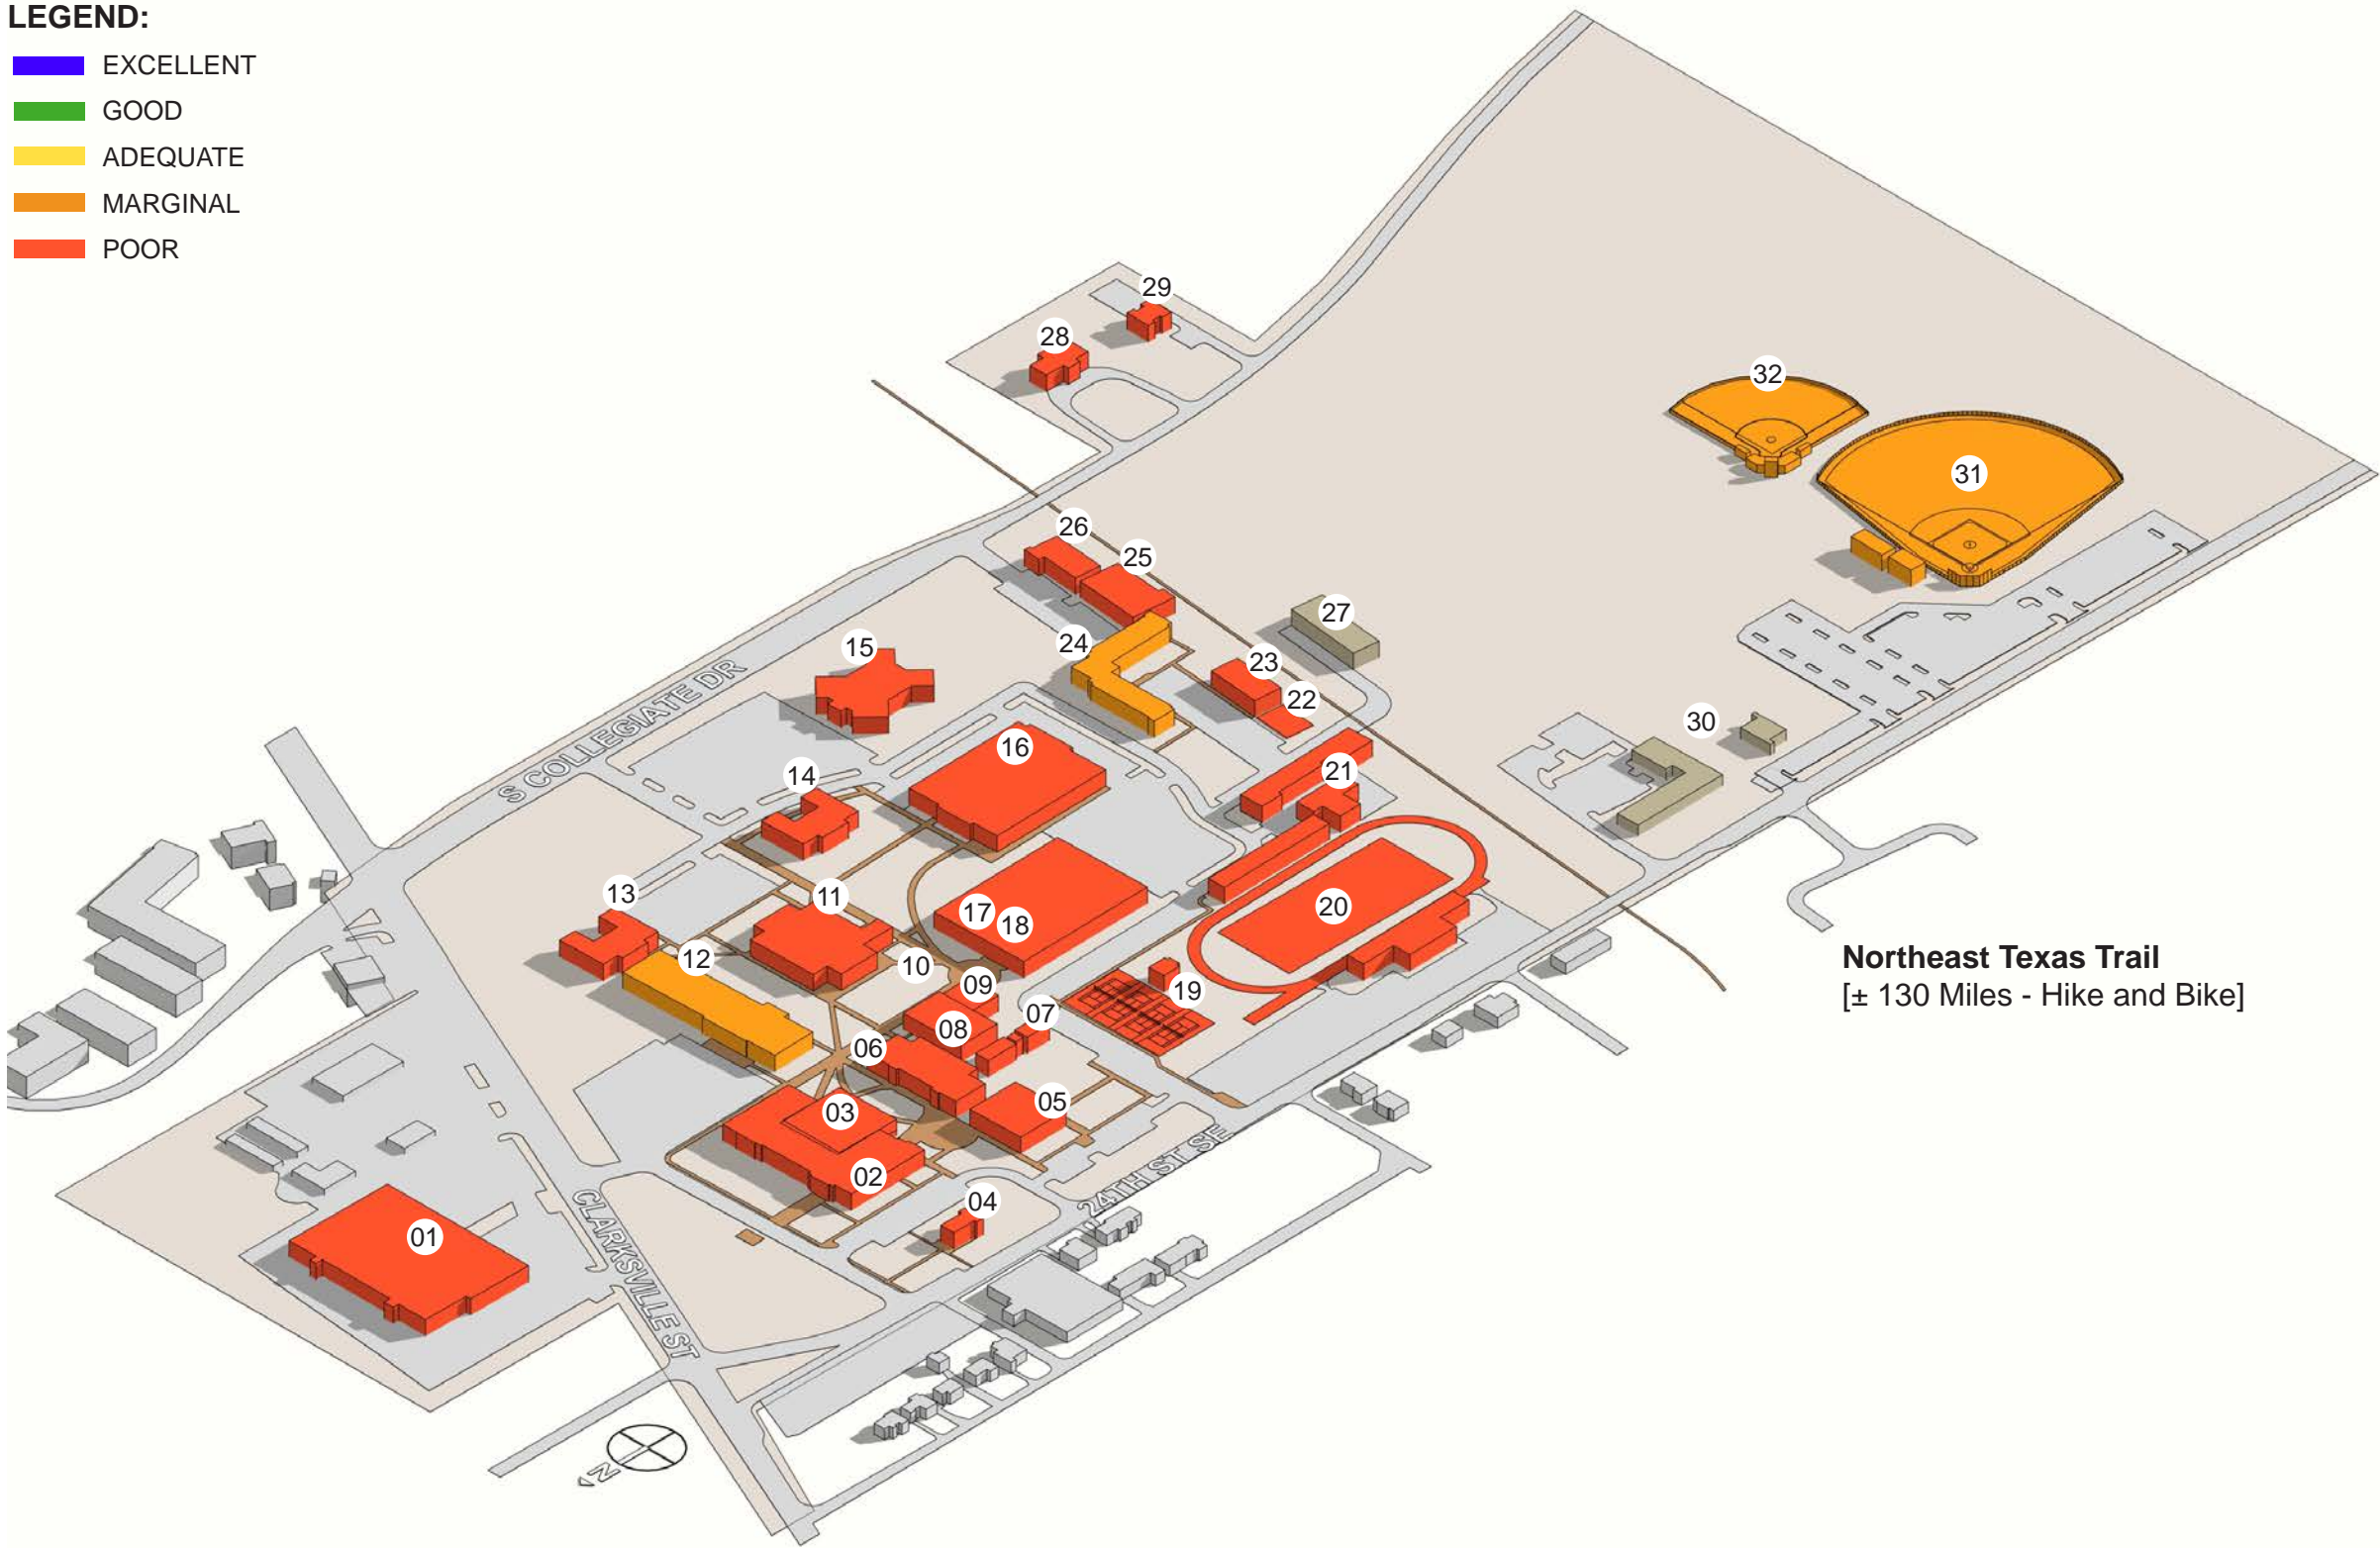 LEGEND:
EXCELLENT
GOOD
ADEQUATE
MARGINAL
POOR
29
28
32
31
26
25
27
24
15
23
22
30
16
21
14
S COLLEGIATE DR
13
11
17
18
20
12
10
09
19
Northeast Texas Trail
[± 130 Miles - Hike and Bike]
08
07
06
03
05
02
24TH ST SE
04
01
CLARKSVILLE ST
N